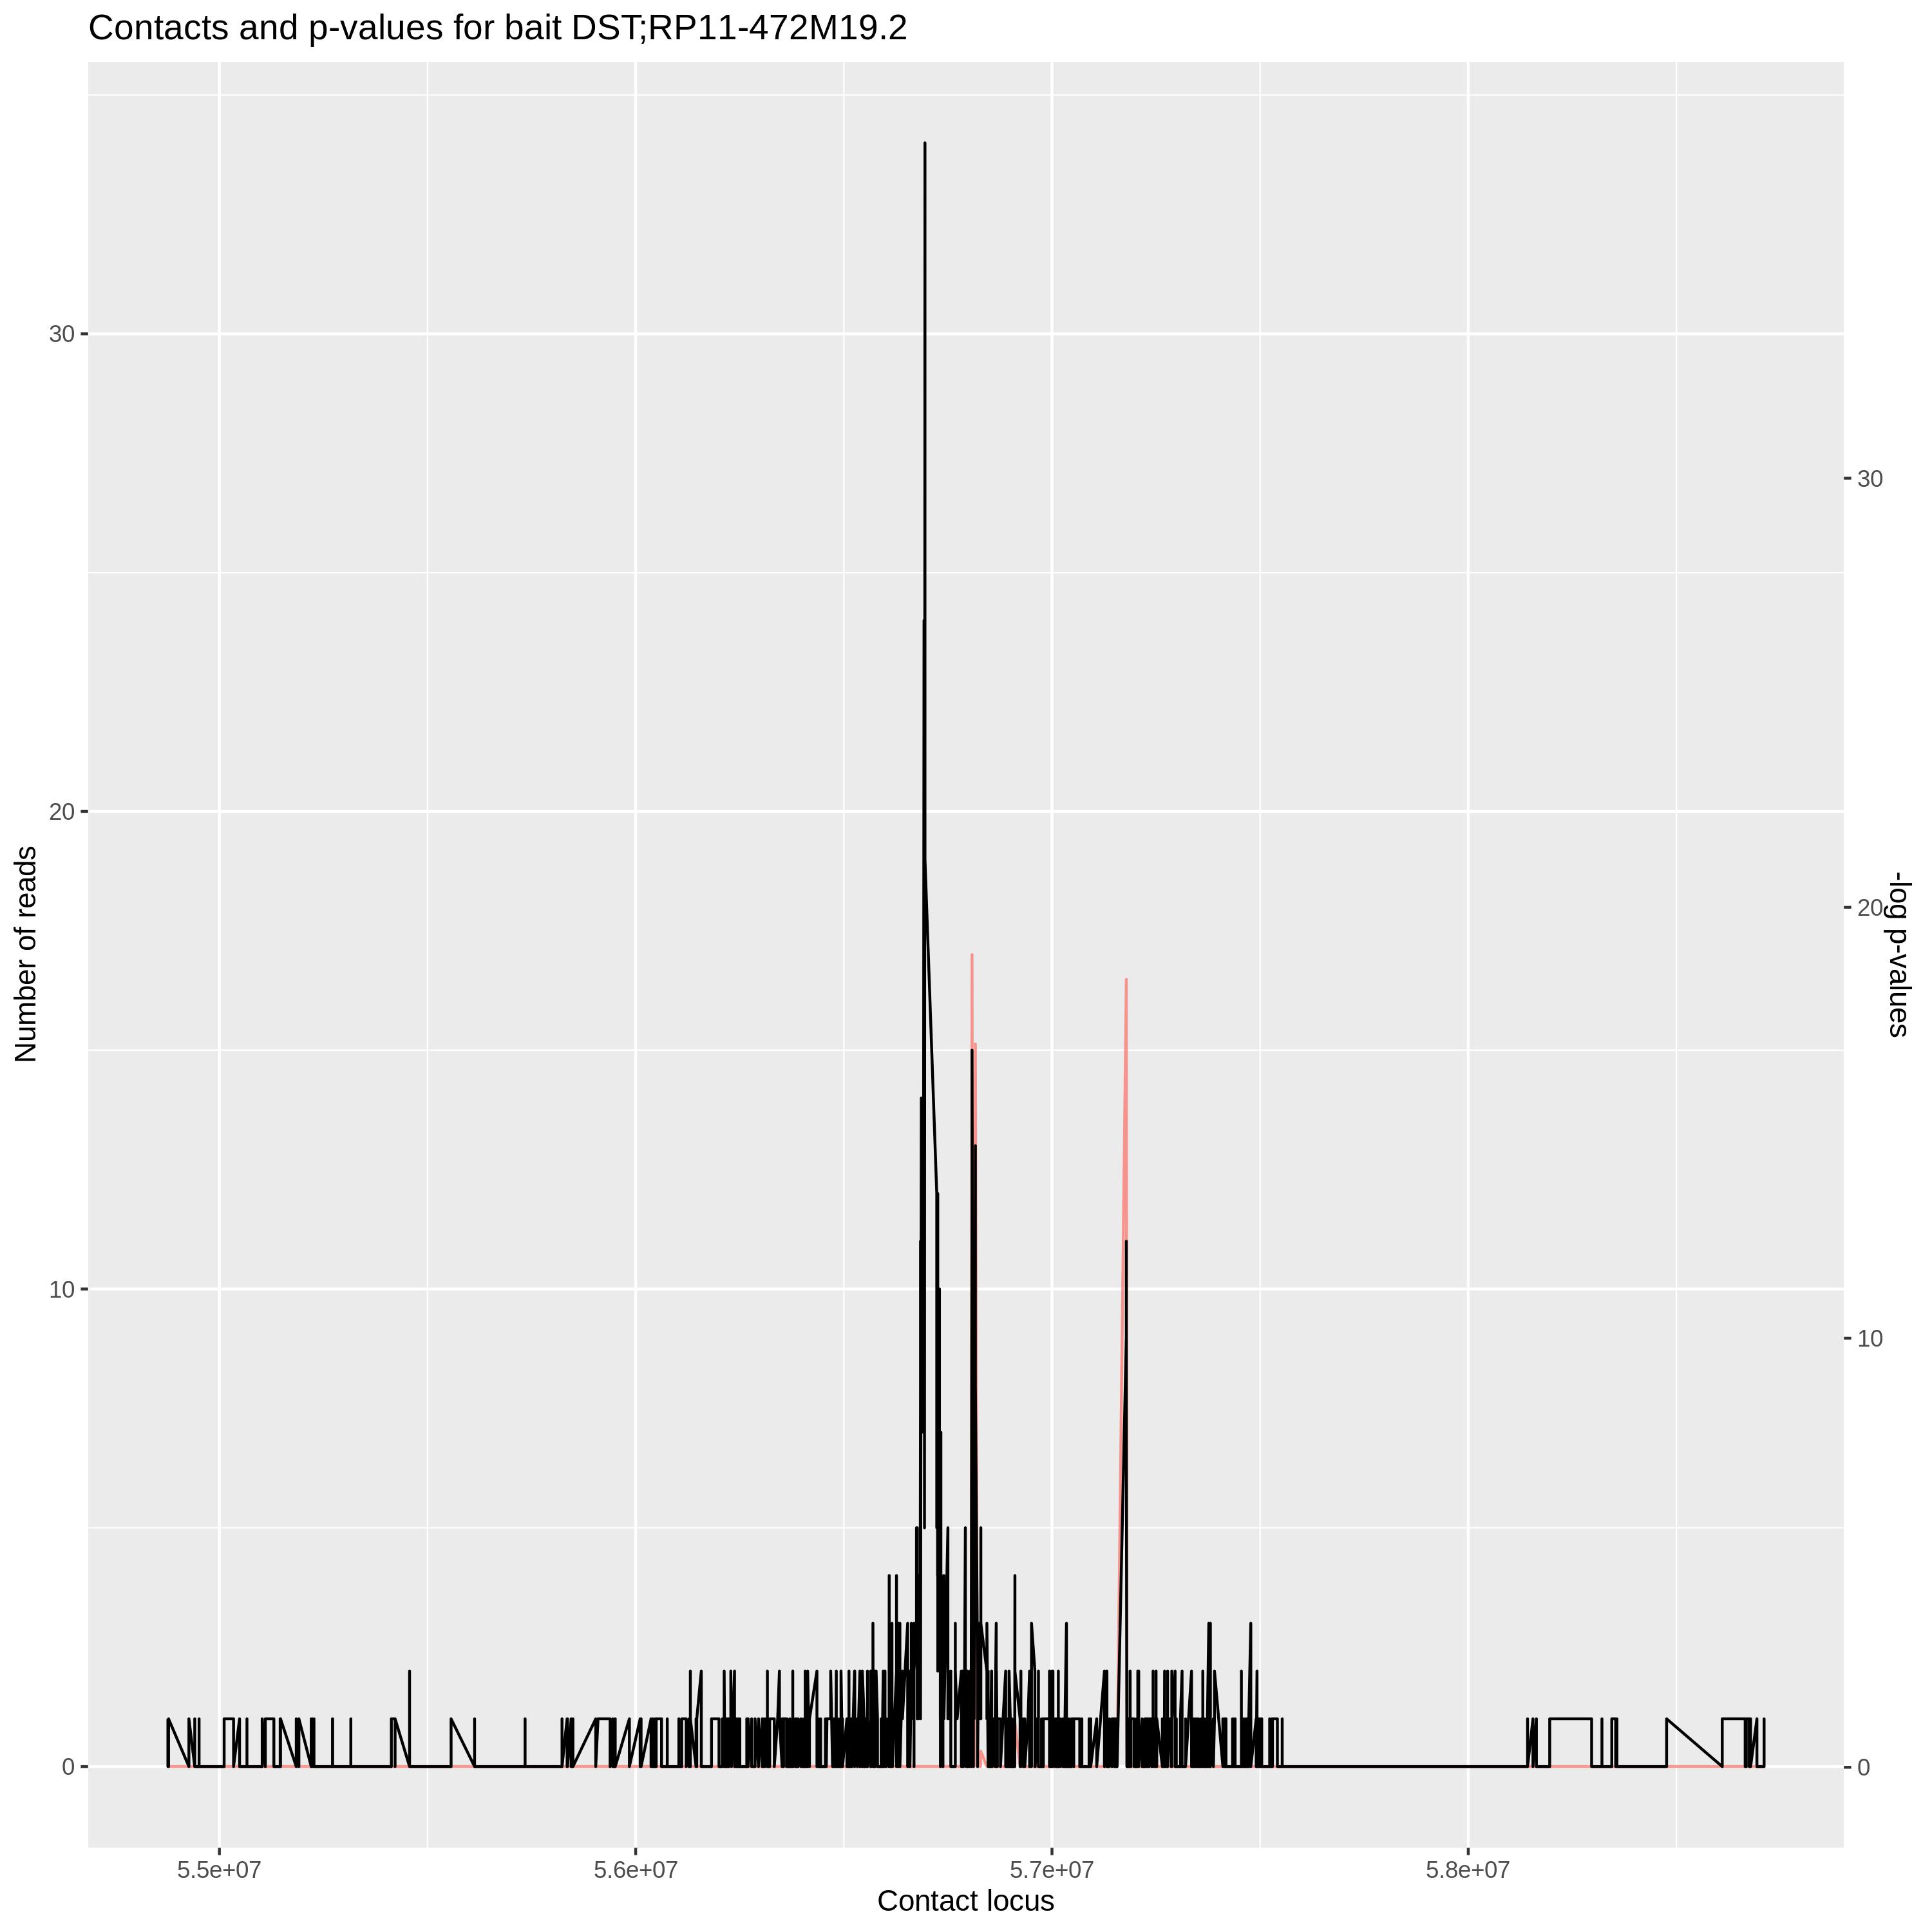 Contacts and p-values for bait DST;RP11-472M19.2
Number of reads
30
20
10
0
30
20
10
0
-log p-values
5.5e+07
5.6e+07
5.7e+07
5.8e+07
Contact locus